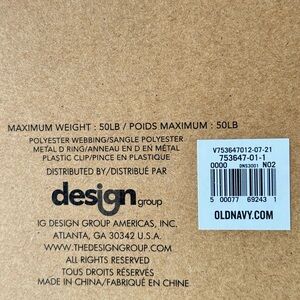 MAXIMUM WEIGHT : 50LB / POIDS MAXIMUM : 50LB
POLYESTER WEBBING/SANGLE POLYESTER
METAL D RING/ANNEAU EN D EN MÉTAL
PLASTIC CLIP/PINCE EN PLASTIQUE
DISTRIBUTED BY/DISTRIBUÉ PAR
design group
IG DESIGN GROUP AMERICAS, INC.
ATLANTA, GA 30342 U.S.A.
WWW.THEDESIGNGROUP.COM
ALL RIGHTS RESERVED
TOUS DROITS RÉSERVÉS
MADE IN CHINA/FABRIQUÉ EN CHINE
V753647012-07-21
753647-01-1
0000 DNS3001 N02
5 00077 69243 1
OLDNAVY.COM